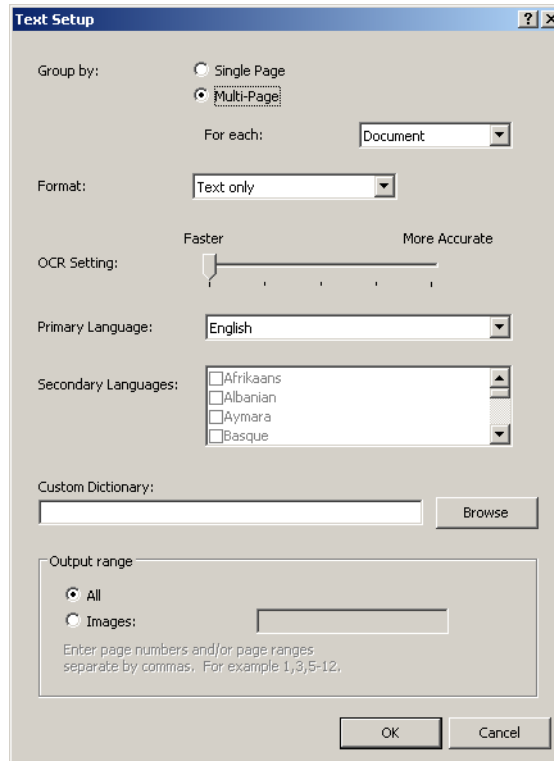 Text Setup
Group by:
Single Page
Multi-Page
For each:
Document
Format:
Text only
Faster
More Accurate
OCR Setting:
Primary Language:
English
Secondary Languages:
Afrikaans
Albanian
Aymara
Basque
Custom Dictionary:
Browse
Output range
All
Images:
Enter page numbers and/or page ranges
separate by commas.  For example 1,3,5-12.
OK
Cancel